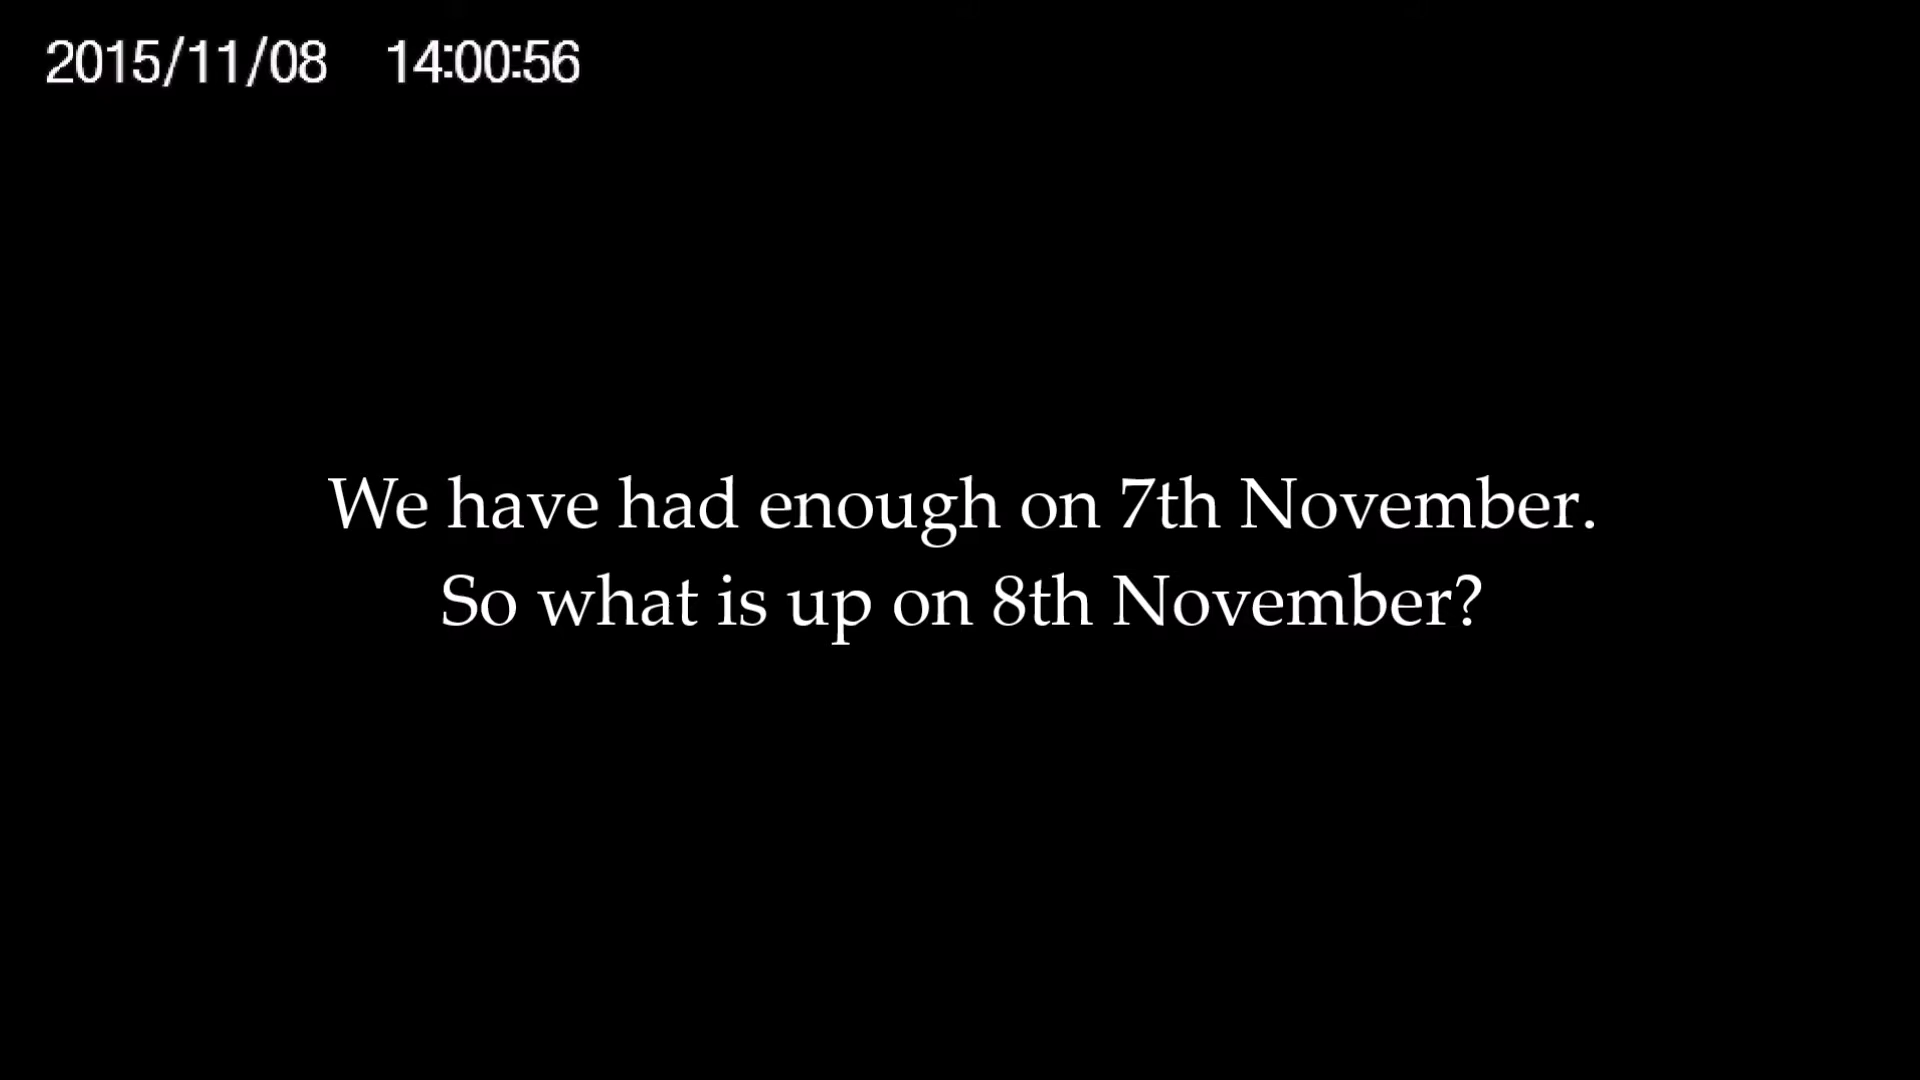 2015/11/08 14:00:56
We have had enough on 7th November.
So what is up on 8th November?